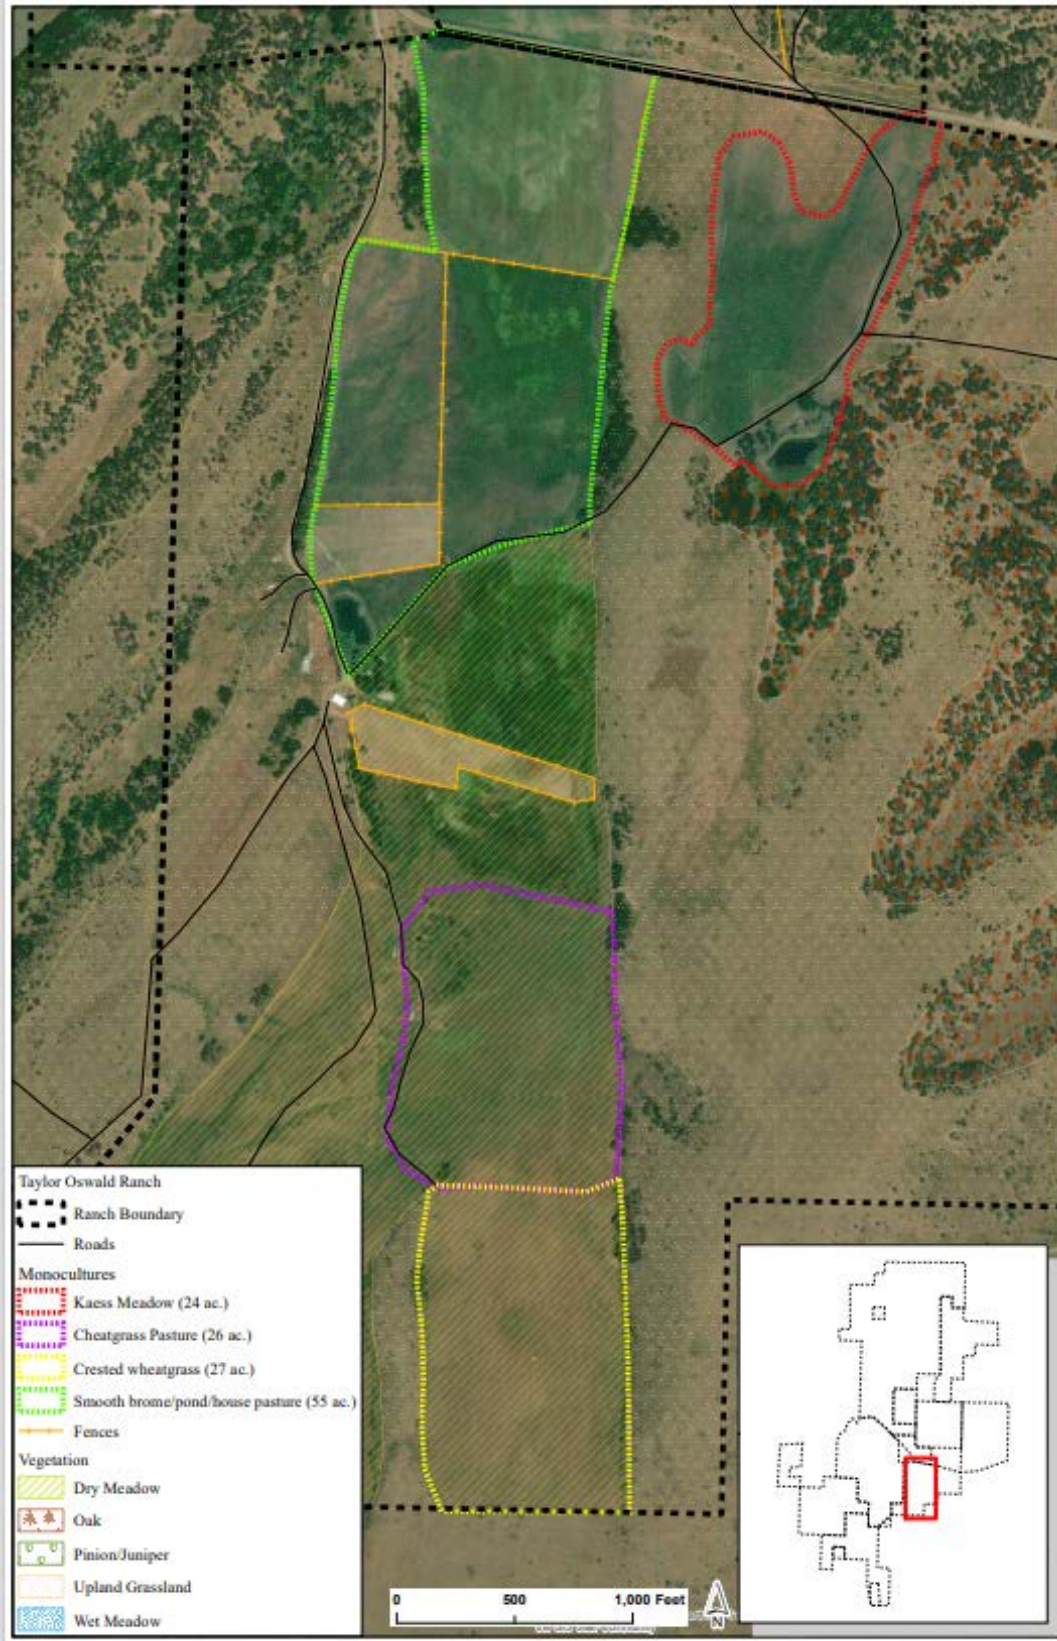 Taylor Oswald Ranch
Ranch Boundary
Roads
Monocultures
Kaess Meadow (24 ac.)
Cheatgrass Pasture (26 ac.)
Crested wheatgrass (27 ac.)
Smooth brome/pond/house pasture (55 ac.)
Fences
Vegetation
Dry Meadow
Oak
Pinion/Juniper
Upland Grassland
Wet Meadow
0 500 1,000 Feet
N